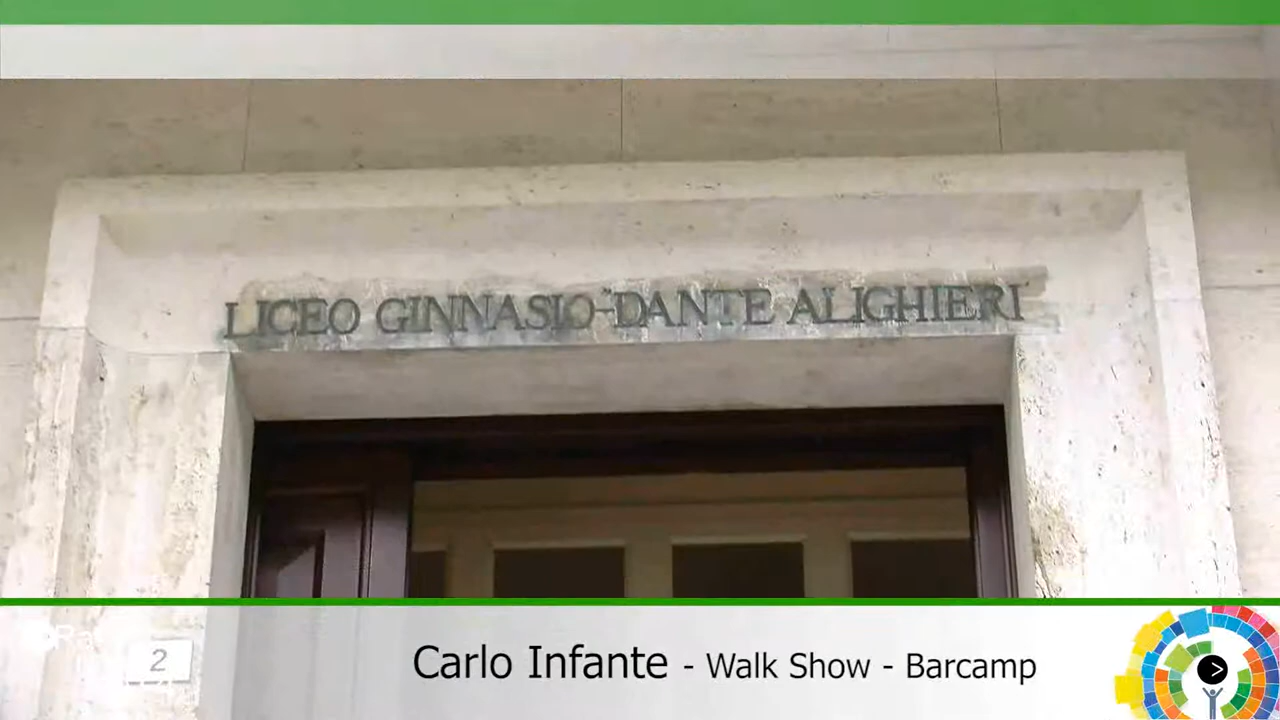 LICEO GINNASIO "DANTE ALIGHIERI"
2
Carlo Infante - Walk Show - Barcamp